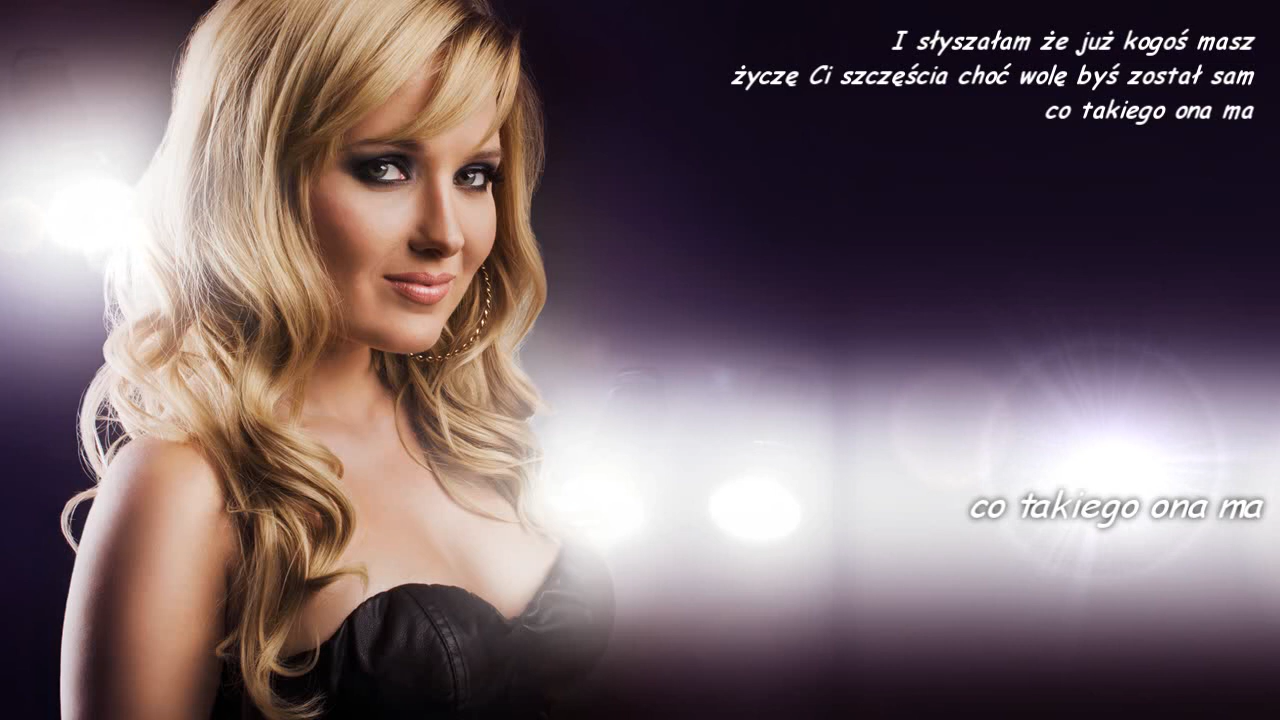 I słyszałam że już kogoś masz
życzę Ci szczęścia choć wolę byś został sam
co takiego ona ma
co takiego ona ma